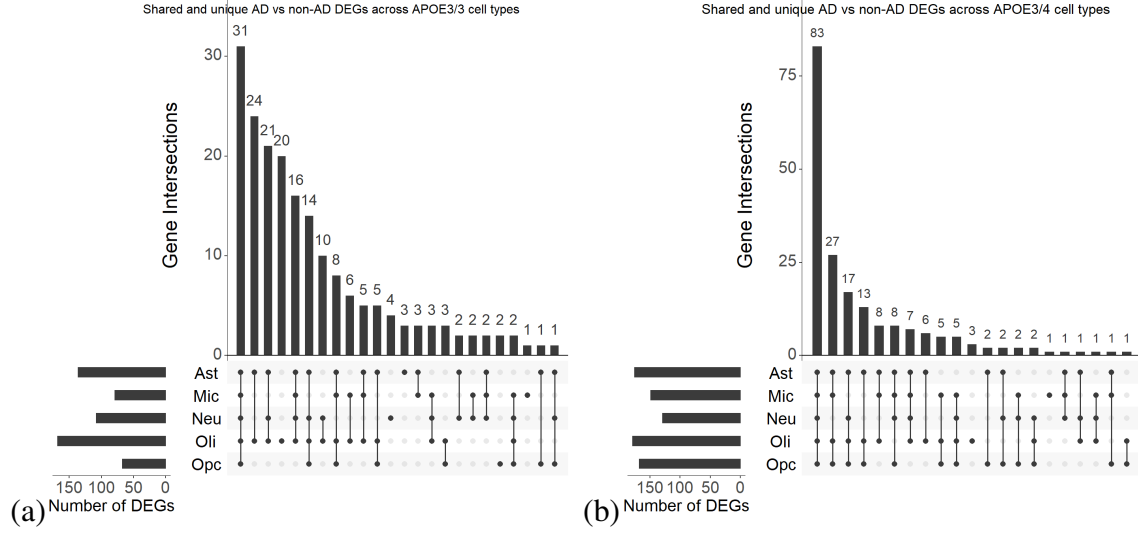 Shared and unique AD vs non-AD DEGs across APOE3/3 cell types
31
24
21
20
16
14
10
8
6
5
5
4
3
3
3
3
2
2
2
2
2
1
1
1
30
20
10
0
Gene Intersections
Ast
Mic
Neu
Oli
Opc
150 100 50 0
Number of DEGs
(a)
Shared and unique AD vs non-AD DEGs across APOE3/4 cell types
83
27
17
13
8
8
7
6
5
5
3
2
2
2
2
1
1
1
1
1
1
75
50
25
0
Gene Intersections
Ast
Mic
Neu
Oli
Opc
150 100 50 0
Number of DEGs
(b)